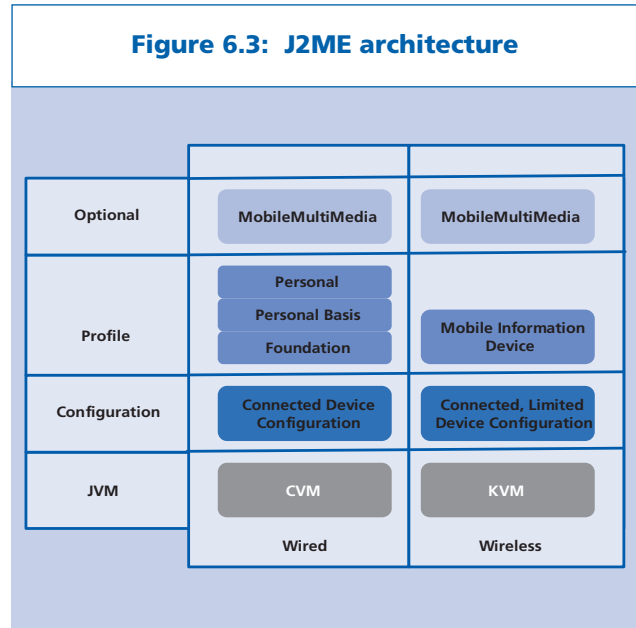 Figure 6.3: J2ME architecture
Optional
MobileMultiMedia
MobileMultiMedia
Profile
Personal
Personal Basis
Foundation
Mobile Information
Device
Configuration
Connected Device
Configuration
Connected, Limited
Device Configuration
JVM
CVM
KVM
Wired
Wireless